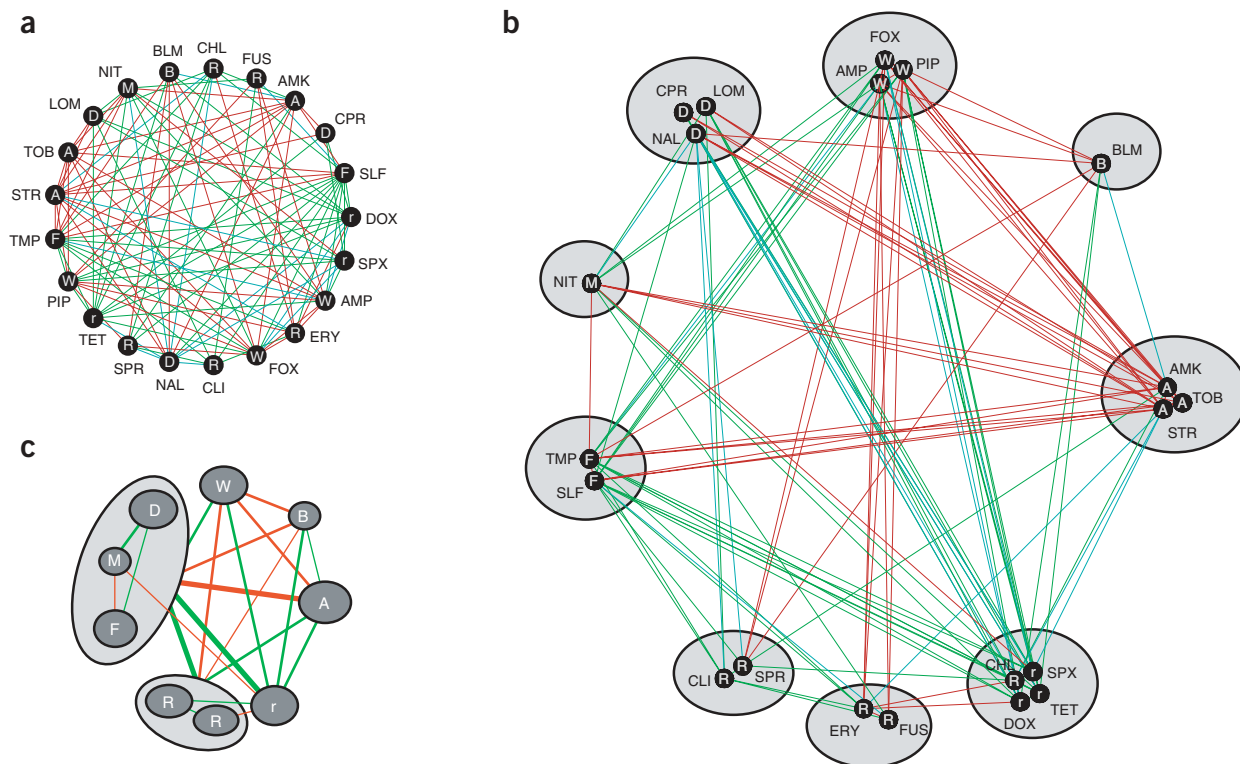 a
BLM
CHL
FUS
NIT
AMK
LOM
CPR
TOB
SLF
STR
DOX
TMP
SPX
PIP
AMP
TET
ERY
SPR
NAL
CLI
FOX
B
R
R
M
A
D
D
A
F
A
r
F
r
W
W
r
R
R
W
D
R
b
FOX
W
W
PIP
AMP
W
CPR
D
LOM
D
NAL
D
BLM
B
NIT
M
AMK
A
A
TOB
A
STR
TMP
F
F
SLF
CLI
R
R
SPR
ERY
R
R
FUS
CHL
R
r
SPX
r
r
DOX
TET
c
W
D
B
M
A
F
R
R
r